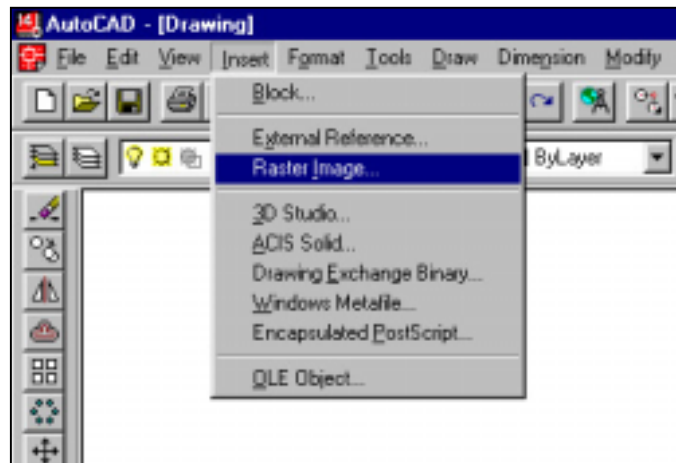 AutoCAD - [Drawing]
File Edit View Insert Format Tools Draw Dimension Modify
Block...
External Reference...
ByLayer
Raster Image...
3D Studio...
ACIS Solid...
Drawing Exchange Binary...
Windows Metafile...
Encapsulated PostScript...
OLE Object...